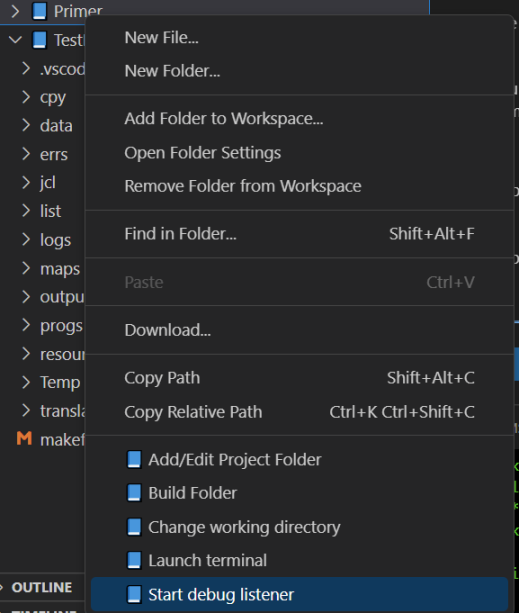 Primer
Test
New File...
New Folder...
.vscod
cpy
Add Folder to Workspace...
data
Open Folder Settings
errs
Remove Folder from Workspace
jcl
list
Find in Folder... Shift+Alt+F
logs
maps
Paste Ctrl+V
outpu
progs
Download...
resour
Temp
Copy Path Shift+Alt+C
transla
Copy Relative Path Ctrl+K Ctrl+Shift+C
M makef
Add/Edit Project Folder
Build Folder
Change working directory
Launch terminal
OUTLINE
Start debug listener
TIMELINE